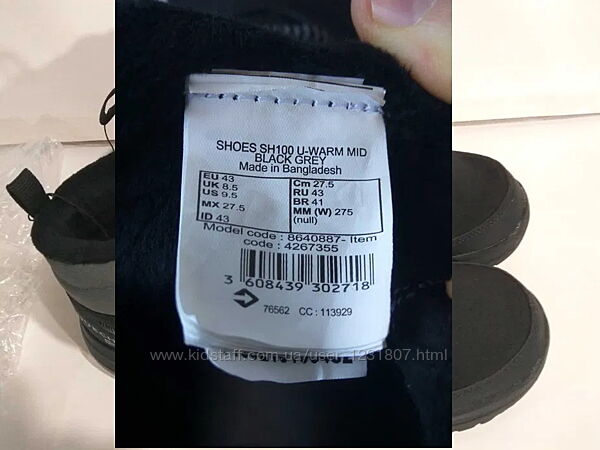 SHOES SH100 U-WARM MID
BLACK GREY
Made in Bangladesh
EU 43
UK 8.5
US 9.5
MX 27.5
ID 43
Cm 27.5
RU 43
BR 41
MM (W) 275
(null)
Model code : 8640887- Item
code : 4267355
3 608439 302718
76562 CC : 113929
www.kidstaff.com.ua/user-1231807.html